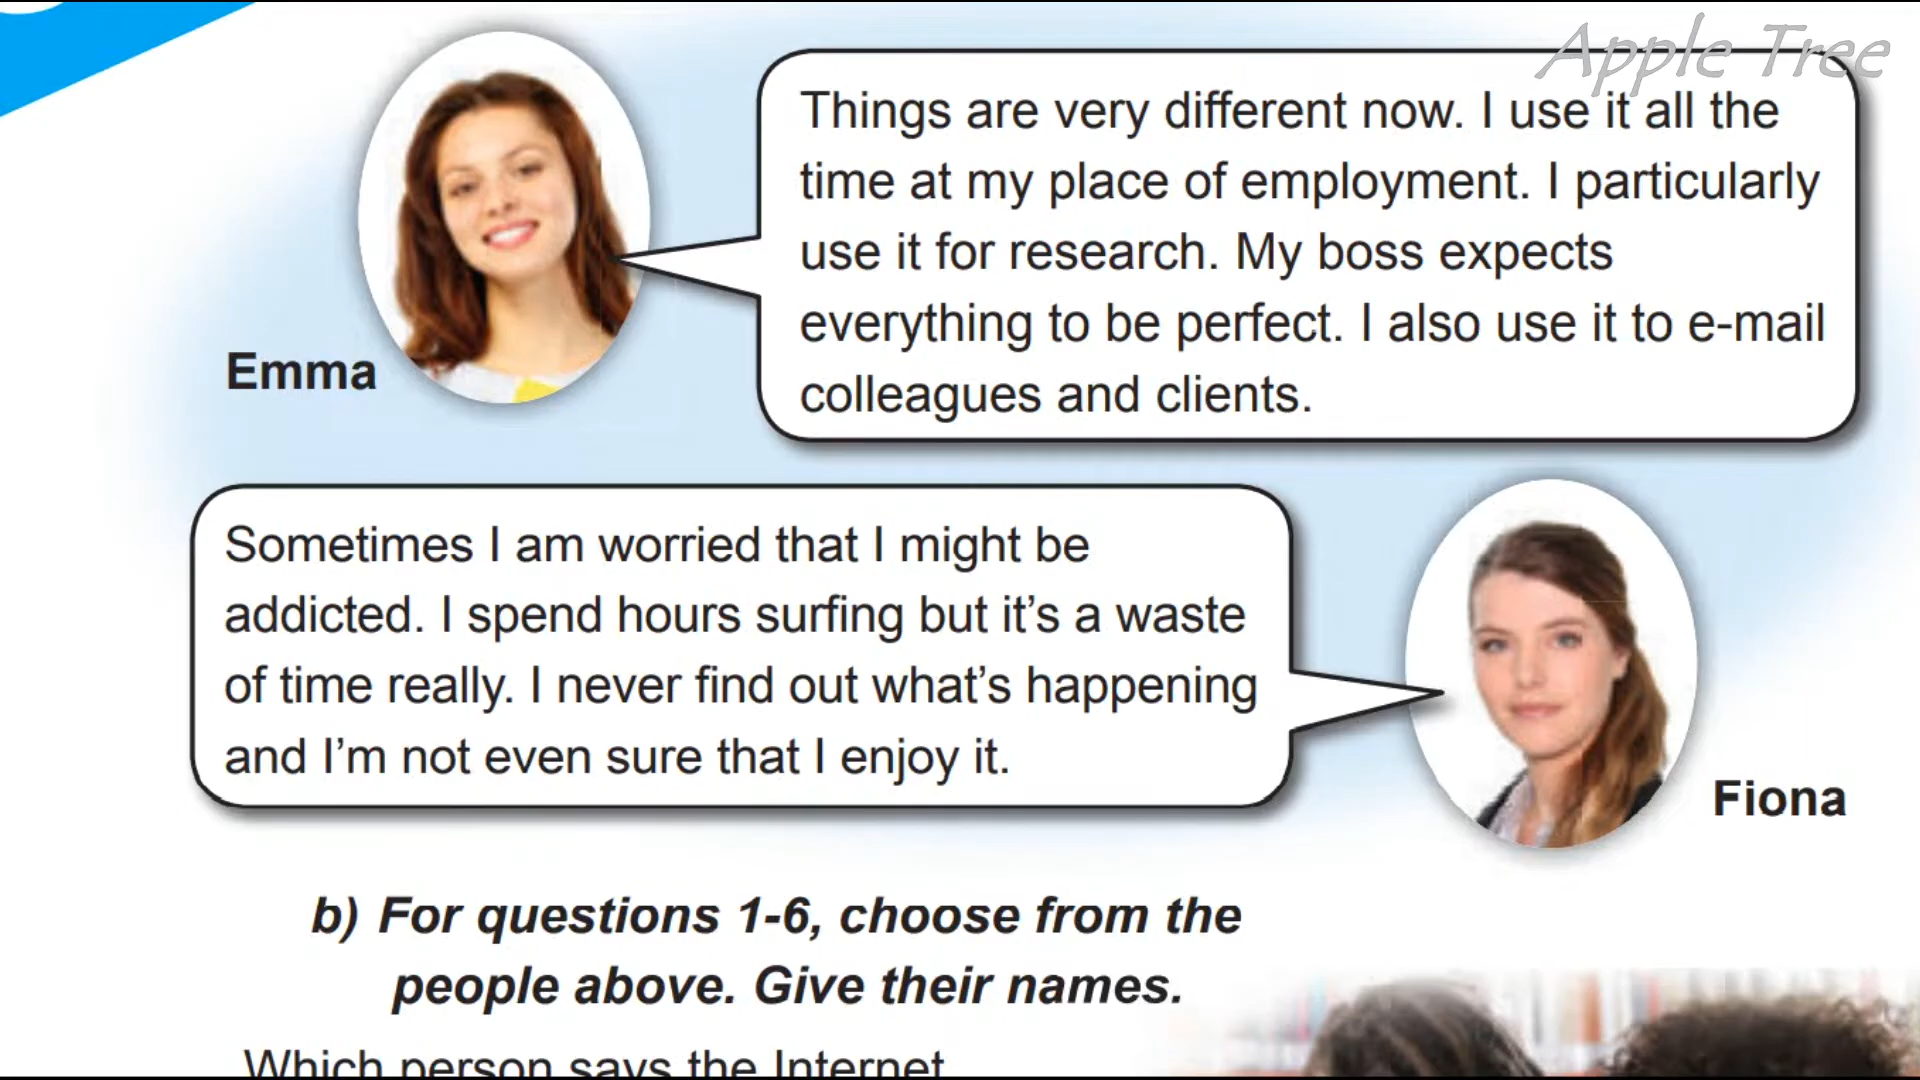 Apple Tree
Things are very different now. I use it all the
time at my place of employment. I particularly
use it for research. My boss expects
everything to be perfect. I also use it to e-mail
colleagues and clients.
Emma
Sometimes I am worried that I might be
addicted. I spend hours surfing but it’s a waste
of time really. I never find out what’s happening
and I’m not even sure that I enjoy it.
Fiona
b) For questions 1-6, choose from the
people above. Give their names.
Which person says the Internet